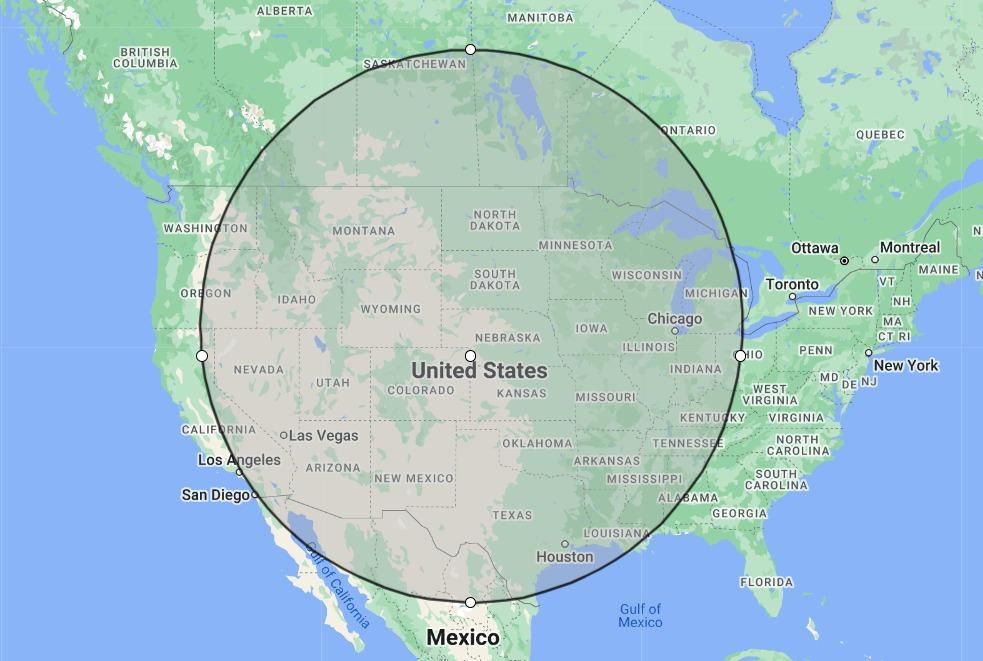 ALBERTA
MANITOBA
BRITISH
COLUMBIA
SASKATCHEWAN
ONTARIO
QUEBEC
WASHINGTON
MONTANA
NORTH
DAKOTA
MINNESOTA
Ottawa
Montreal
N
MAINE
OREGON
IDAHO
WYOMING
SOUTH
DAKOTA
WISCONSIN
MICHIGAN
Toronto
VT
NH
NEW YORK
MA
CT RI
N
Chicago
IOWA
ILLINOIS
NEBRASKA
NEVADA
UTAH
United States
COLORADO
KANSAS
MISSOURI
INDIANA
OHIO
PENN
New York
MD
DE
NJ
WEST
VIRGINIA
KENTUCKY
VIRGINIA
CALIFORNIA
Las Vegas
OKLAHOMA
TENNESSEE
NORTH
CAROLINA
Los Angeles
ARIZONA
NEW MEXICO
ARKANSAS
MISSISSIPPI
SOUTH
CAROLINA
San Diego
TEXAS
ALABAMA
GEORGIA
LOUISIANA
Houston
Gulf of California
FLORIDA
Gulf of
Mexico
Mexico